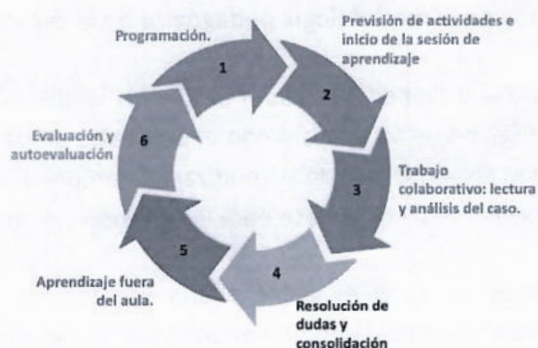 Programación.
1
Previsión de actividades e
inicio de la sesión de
aprendizaje
2
Trabajo
colaborativo: lectura
y análisis del caso.
3
Resolución de
dudas y
consolidación
4
Aprendizaje fuera
del aula.
5
Evaluación y
autoevaluación
6